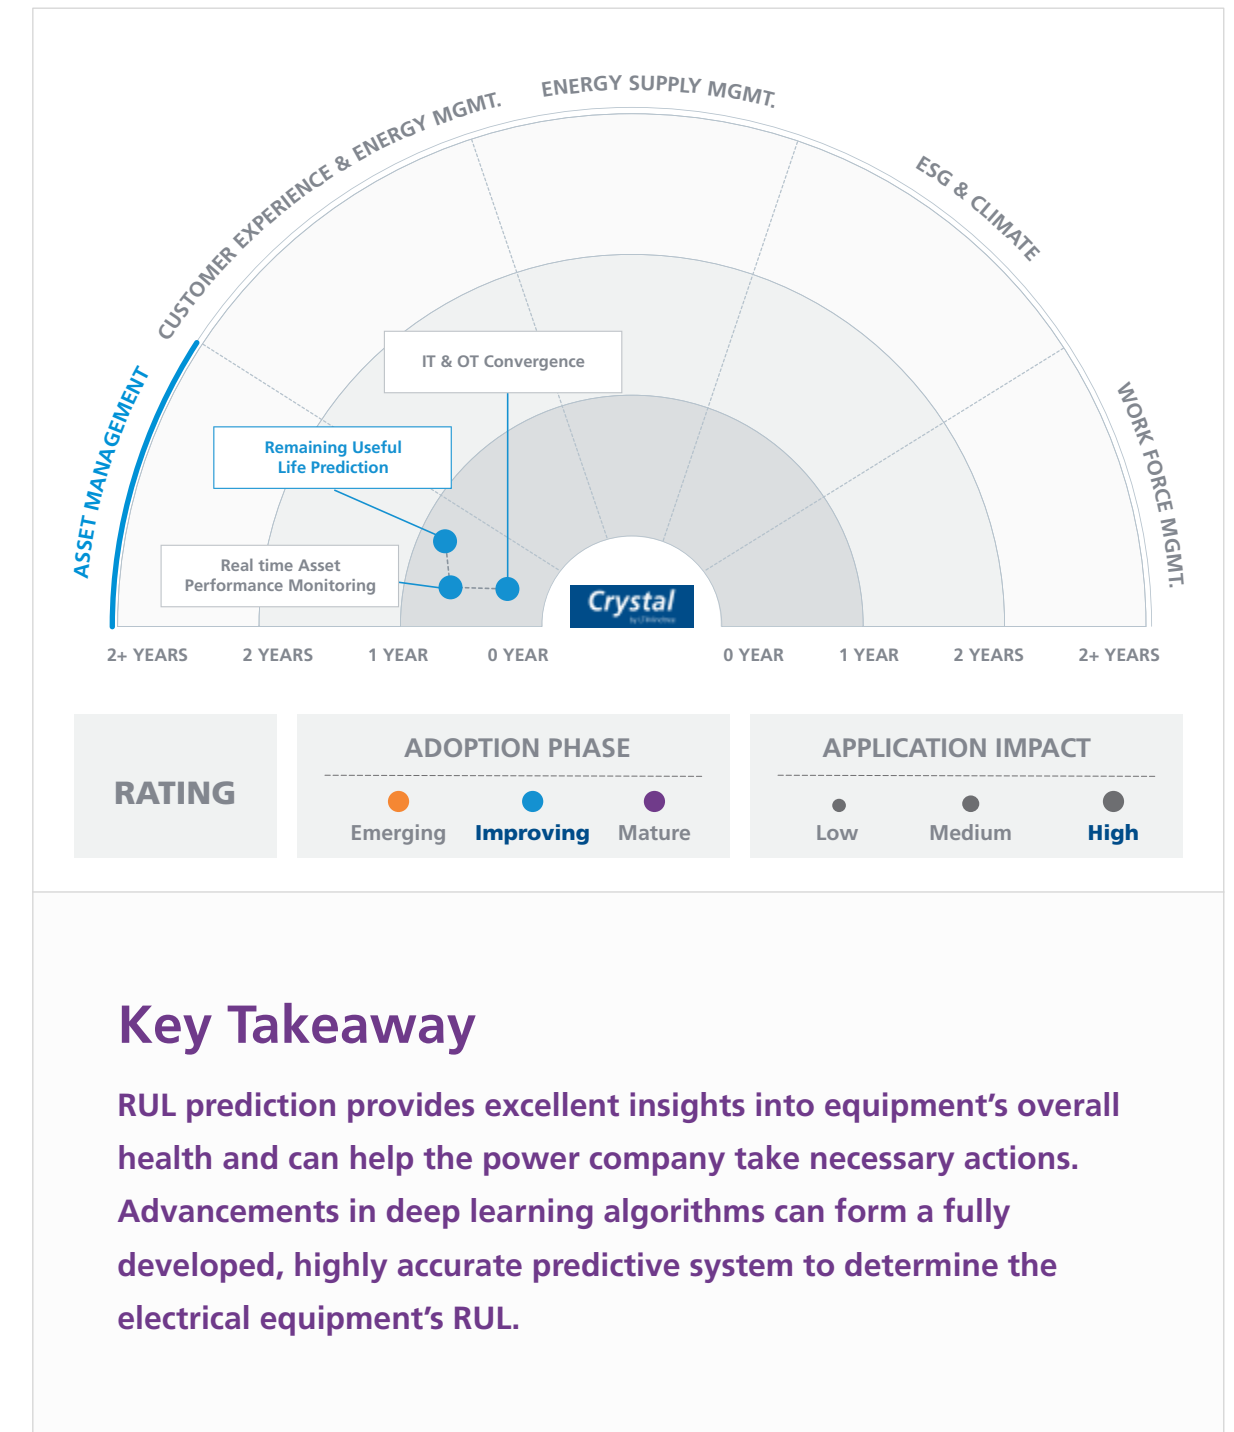 ENERGY SUPPLY MGMT.
CUSTOMER EXPERIENCE & ENERGY MGMT.
ESG & CLIMATE
ASSET MANAGEMENT
WORK FORCE MGMT.
IT & OT Convergence
Remaining Useful
Life Prediction
Real time Asset
Performance Monitoring
Crystal
2+ YEARS 2 YEARS 1 YEAR 0 YEAR 0 YEAR 1 YEAR 2 YEARS 2+ YEARS
RATING
ADOPTION PHASE
Emerging Improving Mature
APPLICATION IMPACT
Low Medium High
Key Takeaway
RUL prediction provides excellent insights into equipment’s overall
health and can help the power company take necessary actions.
Advancements in deep learning algorithms can form a fully
developed, highly accurate predictive system to determine the
electrical equipment’s RUL.